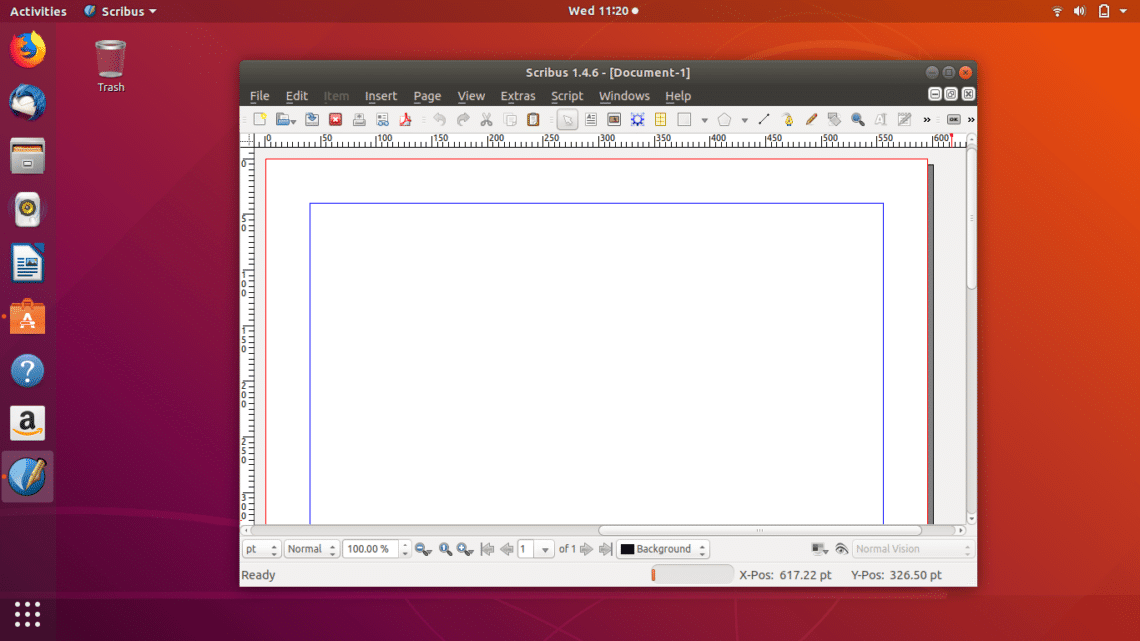 Activities Scribus Wed 11:20
Trash
Scribus 1.4.6 - [Document-1]
File Edit Item Insert Page View Extras Script Windows Help
OK
0 50 100 150 200 250 300 350 400 450 500 550 600
0
50
100
150
200
250
300
a
pt Normal 100.00 % 1 of 1 Background Normal Vision
Ready X-Pos: 617.22 pt Y-Pos: 326.50 pt